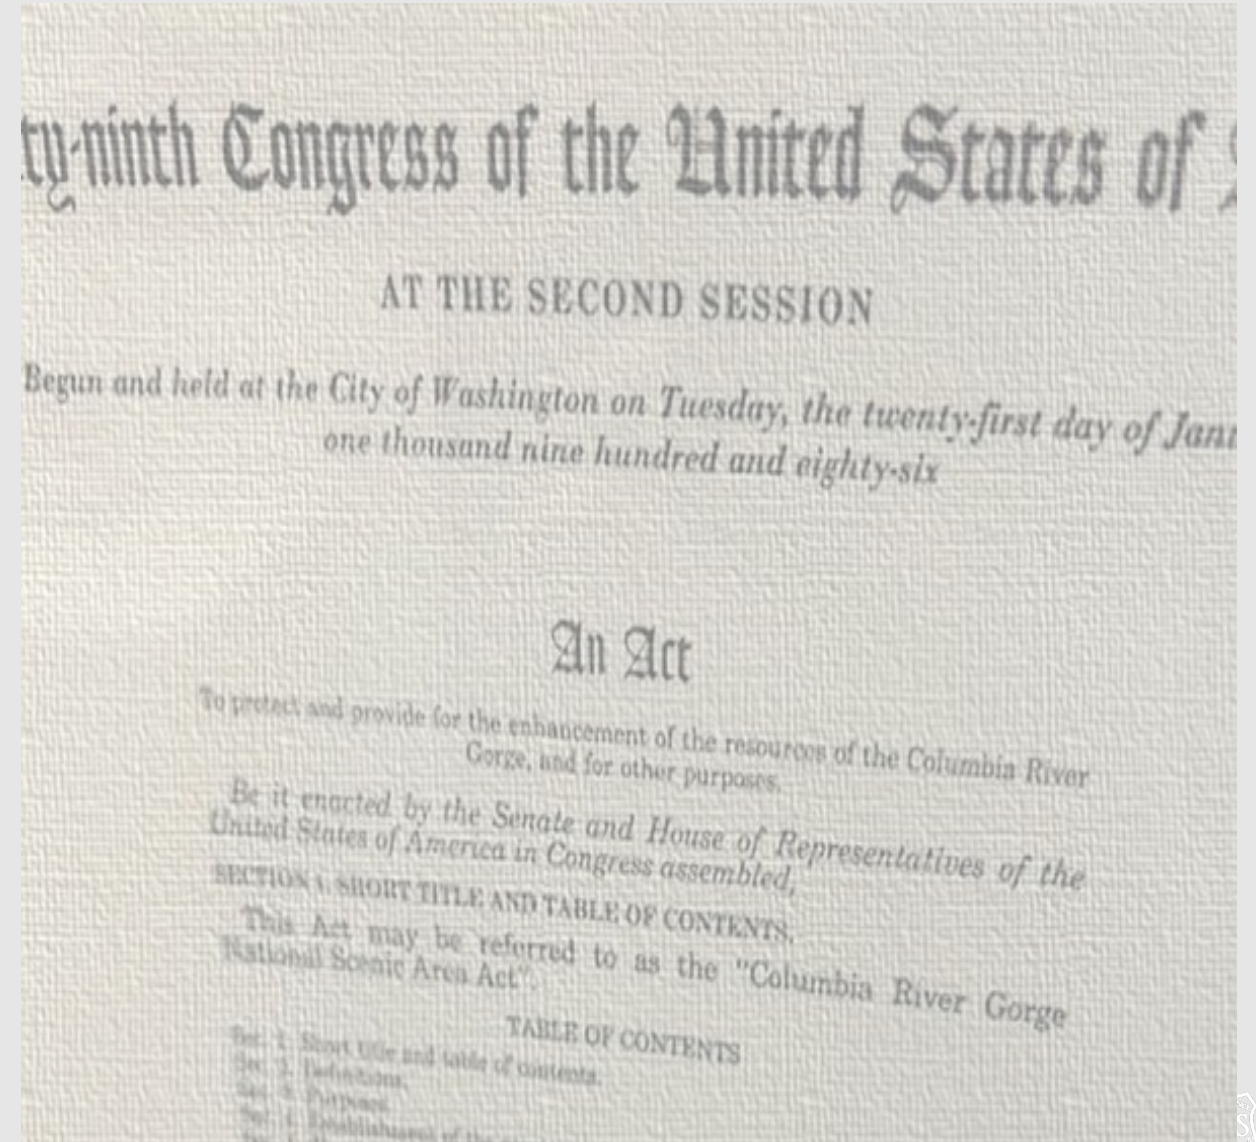 ty-ninth Congress of the United States of
AT THE SECOND SESSION
Begun and held at the City of Washington on Tuesday, the twenty-first day of Janu
one thousand nine hundred and eighty-six
An Act
To protect and provide for the enhancement of the resources of the Columbia River
Gorge, and for other purposes.
Be it enacted by the Senate and House of Representatives of the
United States of America in Congress assembled,
SECTION 1. SHORT TITLE AND TABLE OF CONTENTS.
This Act may be referred to as the "Columbia River Gorge
National Scenic Area Act".
TABLE OF CONTENTS
Sec. 1. Short title and table of contents.
Sec. 2. Definitions.
Sec. 3. Purposes.
Sec. 4. Establishment of the